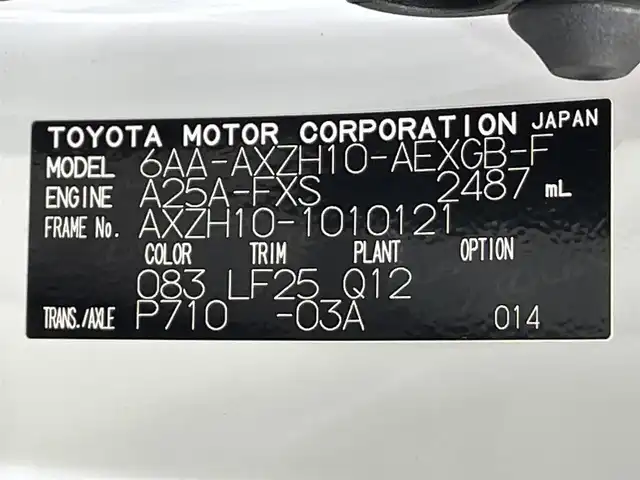 TOYOTA MOTOR CORPORATION JAPAN
MODEL 6AA-AXZH10-AEXGB-F
ENGINE A25A-FXS 2487 mL
FRAME No. AXZH10-1010121
COLOR TRIM PLANT OPTION
083 LF25 Q12
TRANS./AXLE P710 -03A 014